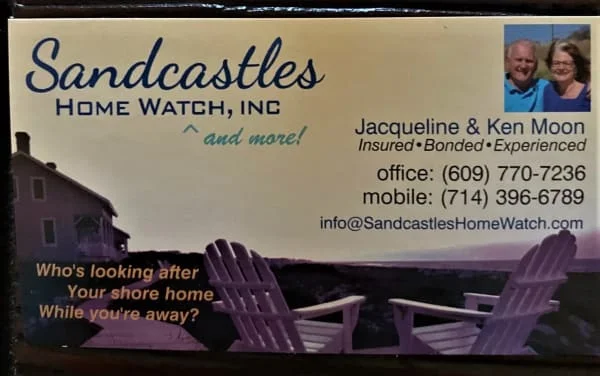 Sandcastles
HOME WATCH, INC
^ and more!
Jacqueline & Ken Moon
Insured•Bonded•Experienced
office: (609) 770-7236
mobile: (714) 396-6789
info@SandcastlesHomeWatch.com
Who's looking after
Your shore home
While you're away?